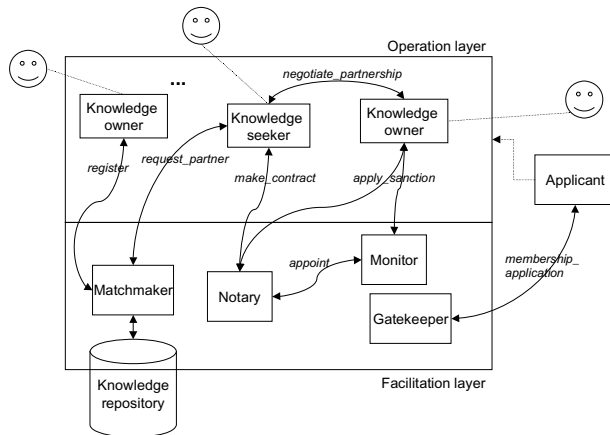 Operation layer
...
negotiate_partnership
Knowledge
owner
Knowledge
seeker
Knowledge
owner
register
request_partner
make_contract
apply_sanction
Applicant
membership_
application
Matchmaker
Notary
appoint
Monitor
Gatekeeper
Knowledge
repository
Facilitation layer